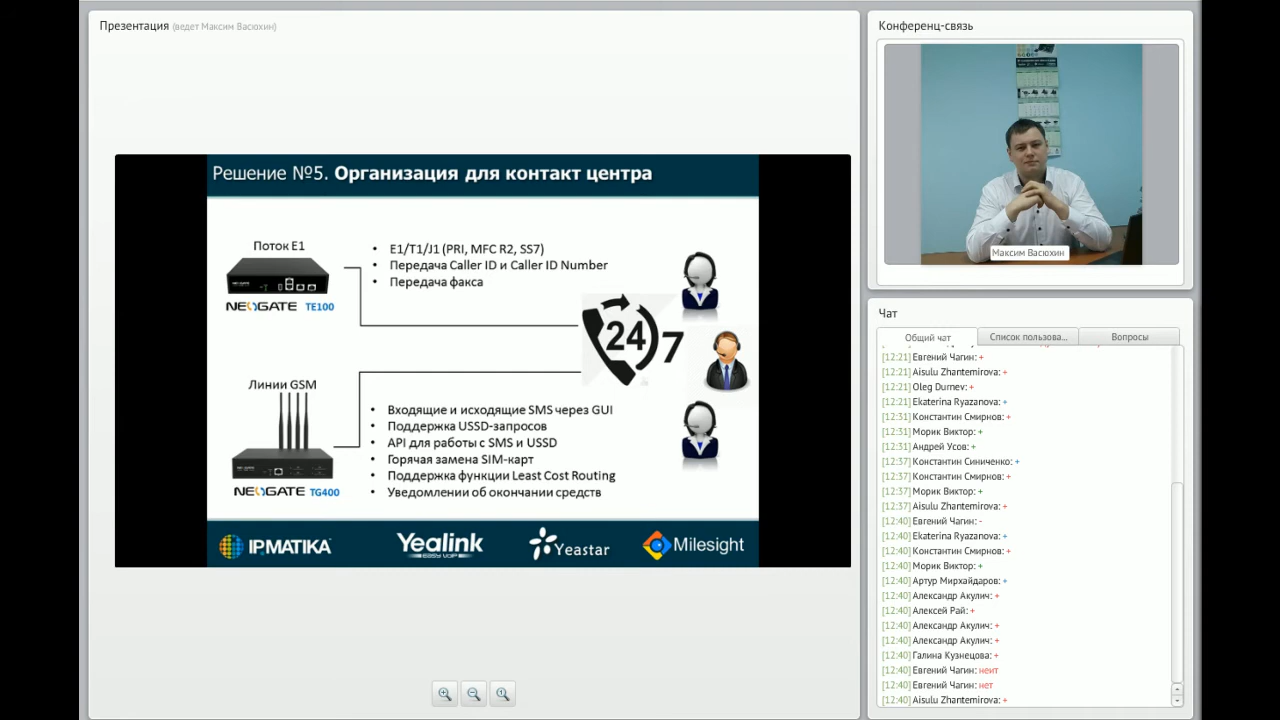 Презентация (ведет Максим Васюхин)
Решение №5. Организация для контакт центра
Поток E1
NEOGATE TE100
• E1/T1/J1 (PRI, MFC R2, SS7)
• Передача Caller ID и Caller ID Number
• Передача факса
24 7
Линии GSM
NEOGATE TG400
• Входящие и исходящие SMS через GUI
• Поддержка USSD-запросов
• API для работы с SMS и USSD
• Горячая замена SIM-карт
• Поддержка функции Least Cost Routing
• Уведомлении об окончании средств
IPMATIKA
Yealink
EASY VOIP
Yeastar
Milesight
Конференц-связь
Максим Васюхин
Чат
Общий чат
Список пользова...
Вопросы
[12:21] Евгений Чагин: +
[12:21] Aisulu Zhantemirova: +
[12:21] Oleg Durnev: +
[12:21] Ekaterina Ryazanova: +
[12:31] Константин Смирнов: +
[12:31] Морик Виктор: +
[12:31] Андрей Усов: +
[12:37] Константин Синиченко: +
[12:37] Константин Смирнов: +
[12:37] Морик Виктор: +
[12:37] Aisulu Zhantemirova: +
[12:40] Евгений Чагин: -
[12:40] Ekaterina Ryazanova: +
[12:40] Константин Смирнов: +
[12:40] Морик Виктор: +
[12:40] Артур Мирхайдаров: +
[12:40] Александр Акулич: +
[12:40] Алексей Рай: +
[12:40] Александр Акулич: +
[12:40] Александр Акулич: +
[12:40] Галина Кузнецова: +
[12:40] Евгений Чагин: неит
[12:40] Евгений Чагин: нет
[12:40] Aisulu Zhantemirova: +